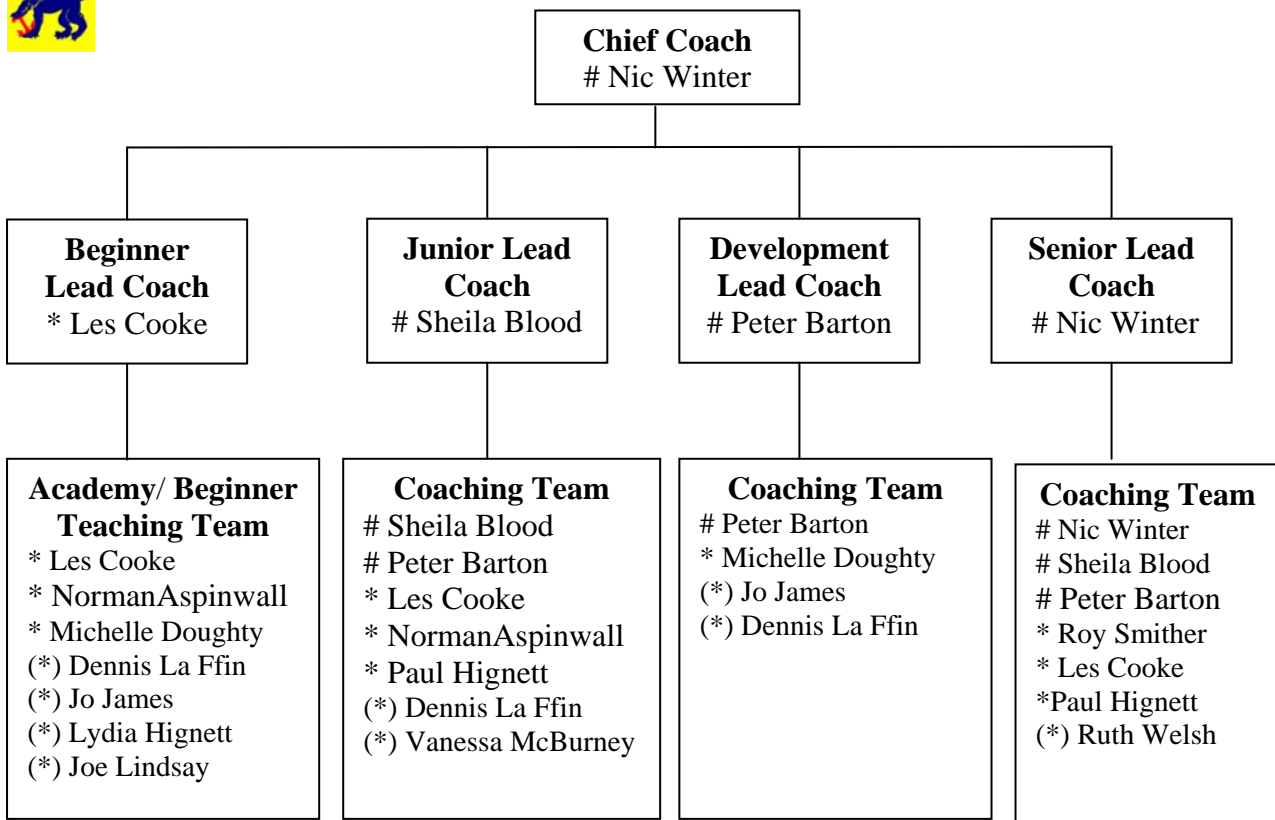 Chief Coach
# Nic Winter
Beginner
Lead Coach
* Les Cooke
Junior Lead
Coach
# Sheila Blood
Development
Lead Coach
# Peter Barton
Senior Lead
Coach
# Nic Winter
Academy/ Beginner
Teaching Team
* Les Cooke
* NormanAspinwall
* Michelle Doughty
(*) Dennis La Ffin
(*) Jo James
(*) Lydia Hignett
(*) Joe Lindsay
Coaching Team
# Sheila Blood
# Peter Barton
* Les Cooke
* NormanAspinwall
* Paul Hignett
(*) Dennis La Ffin
(*) Vanessa McBurney
Coaching Team
# Peter Barton
* Michelle Doughty
(*) Jo James
(*) Dennis La Ffin
Coaching Team
# Nic Winter
# Sheila Blood
# Peter Barton
* Roy Smither
* Les Cooke
*Paul Hignett
(*) Ruth Welsh